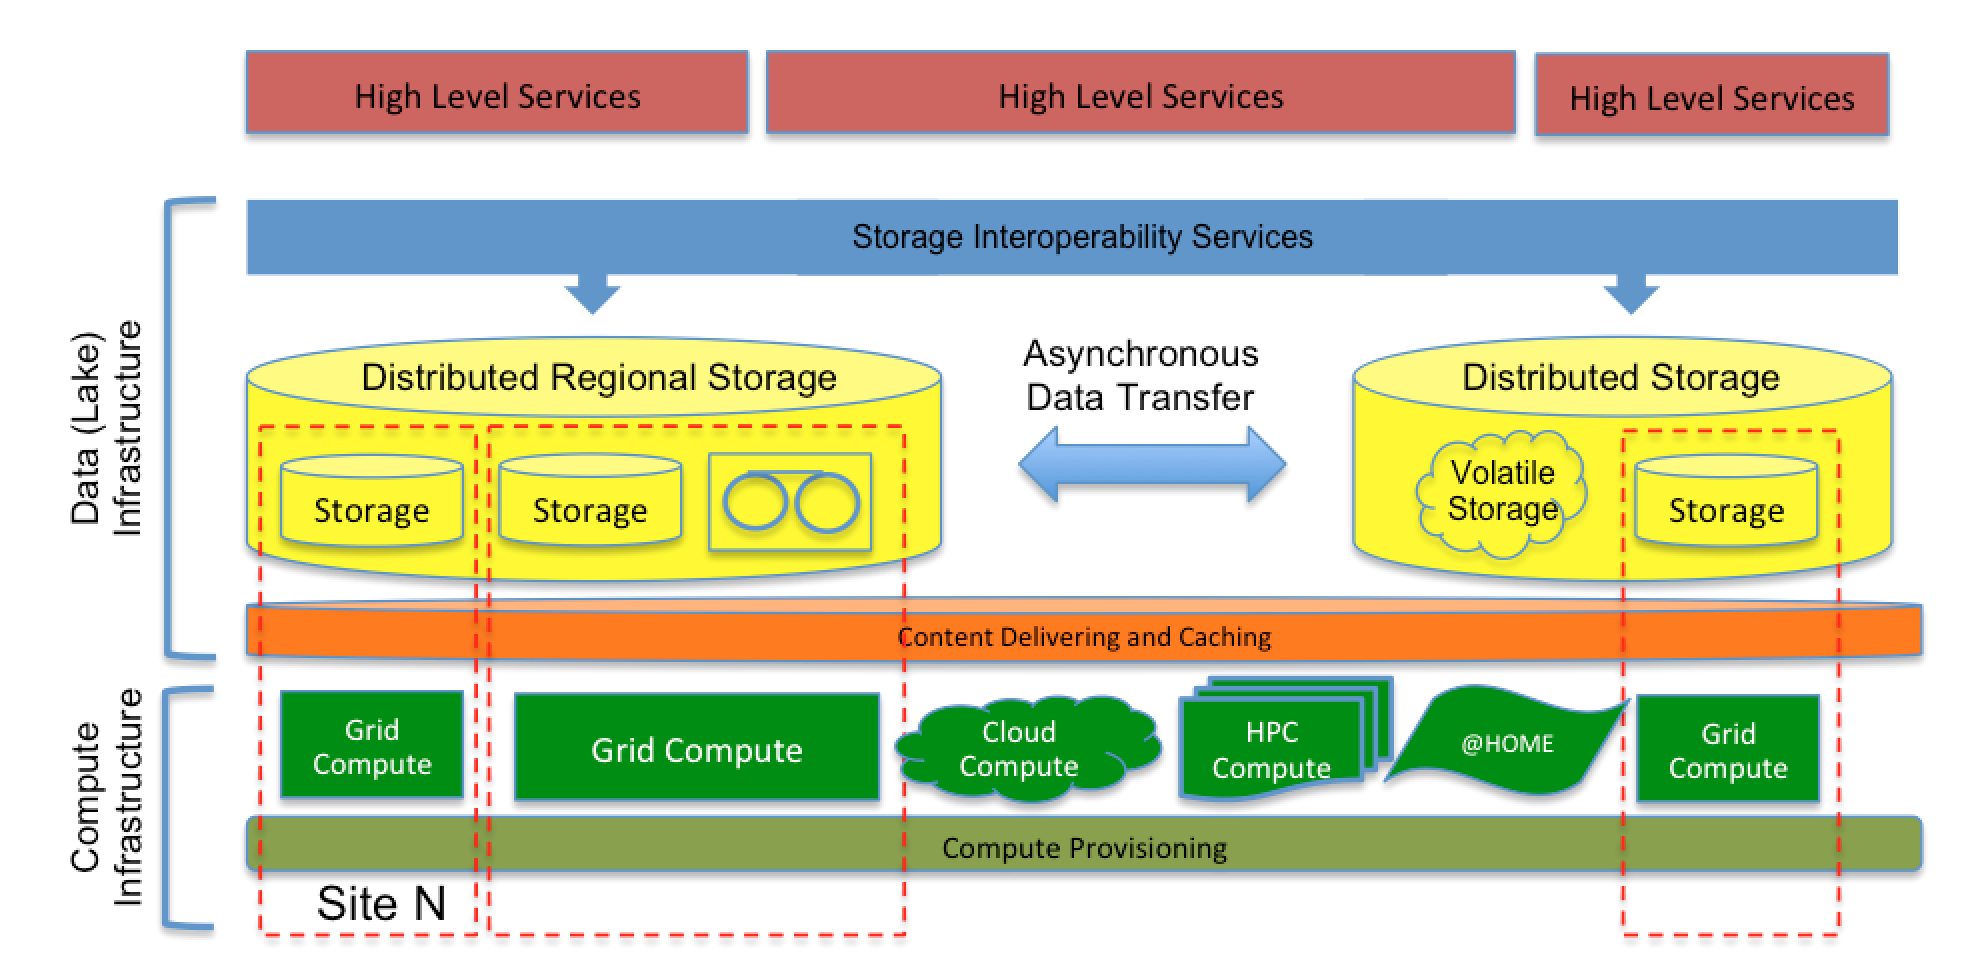 High Level Services
High Level Services
High Level Services
Storage Interoperability Services
Data (Lake)
Infrastructure
Distributed Regional Storage
Asynchronous
Data Transfer
Distributed Storage
Storage
Storage
Volatile
Storage
Storage
Content Delivering and Caching
Compute
Infrastructure
Grid
Compute
Grid Compute
Cloud
Compute
HPC
Compute
@HOME
Grid
Compute
Compute Provisioning
Site N